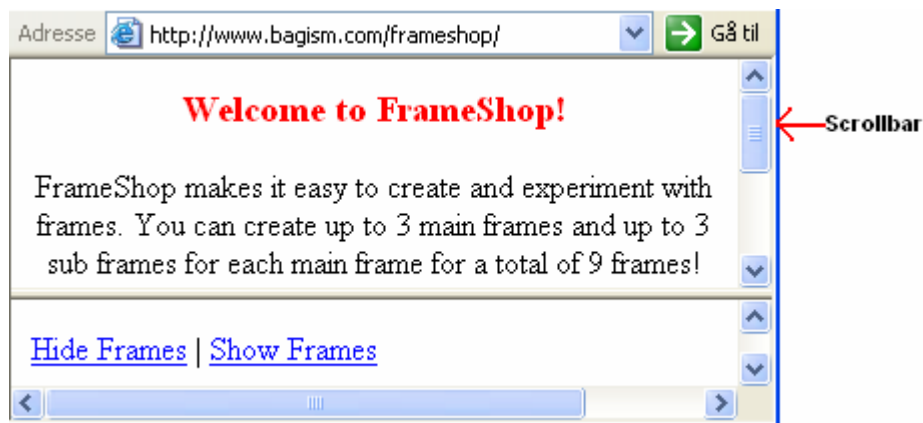 Adresse http://www.bagism.com/frameshop/ Gå til
Welcome to FrameShop!
Scrollbar
FrameShop makes it easy to create and experiment with
frames. You can create up to 3 main frames and up to 3
sub frames for each main frame for a total of 9 frames!
Hide Frames | Show Frames